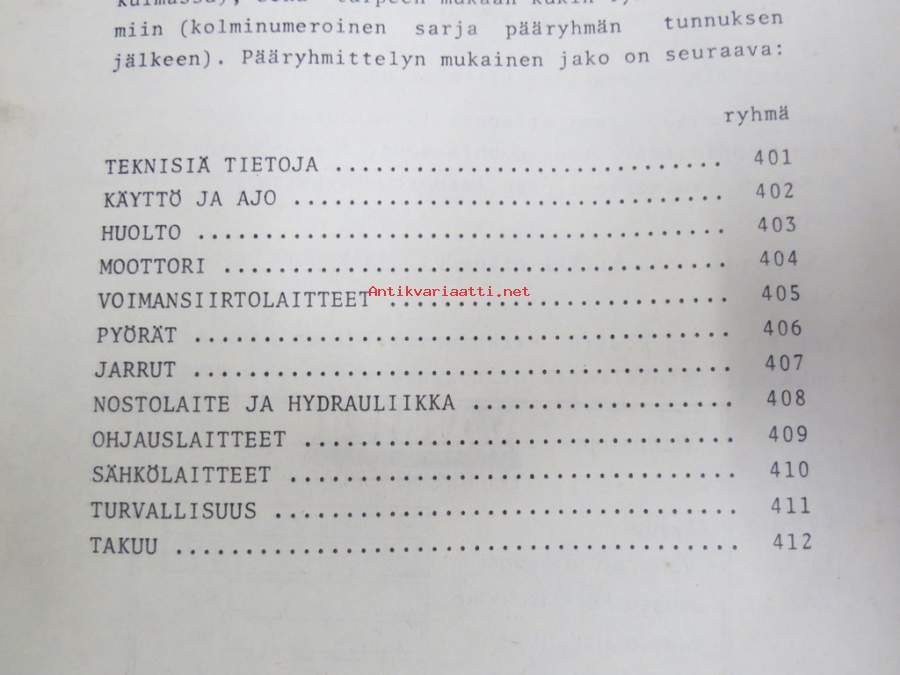 miin (kolminumeroinen sarja pääryhmän tunnuksen
jälkeen). Pääryhmittelyn mukainen jako on seuraava:
ryhmä
TEKNISIÄ TIETOJA ............................. 401
KÄYTTÖ JA AJO ................................ 402
HUOLTO ....................................... 403
MOOTTORI ..................................... 404
VOIMANSIIRTOLAITTEET ......................... 405
Antikvariaatti.net
PYÖRÄT ....................................... 406
JARRUT ....................................... 407
NOSTOLAITE JA HYDRAULIIKKA ................... 408
OHJAUSLAITTEET ............................... 409
SÄHKÖLAITTEET ................................ 410
TURVALLISUUS ................................. 411
TAKUU ........................................ 412